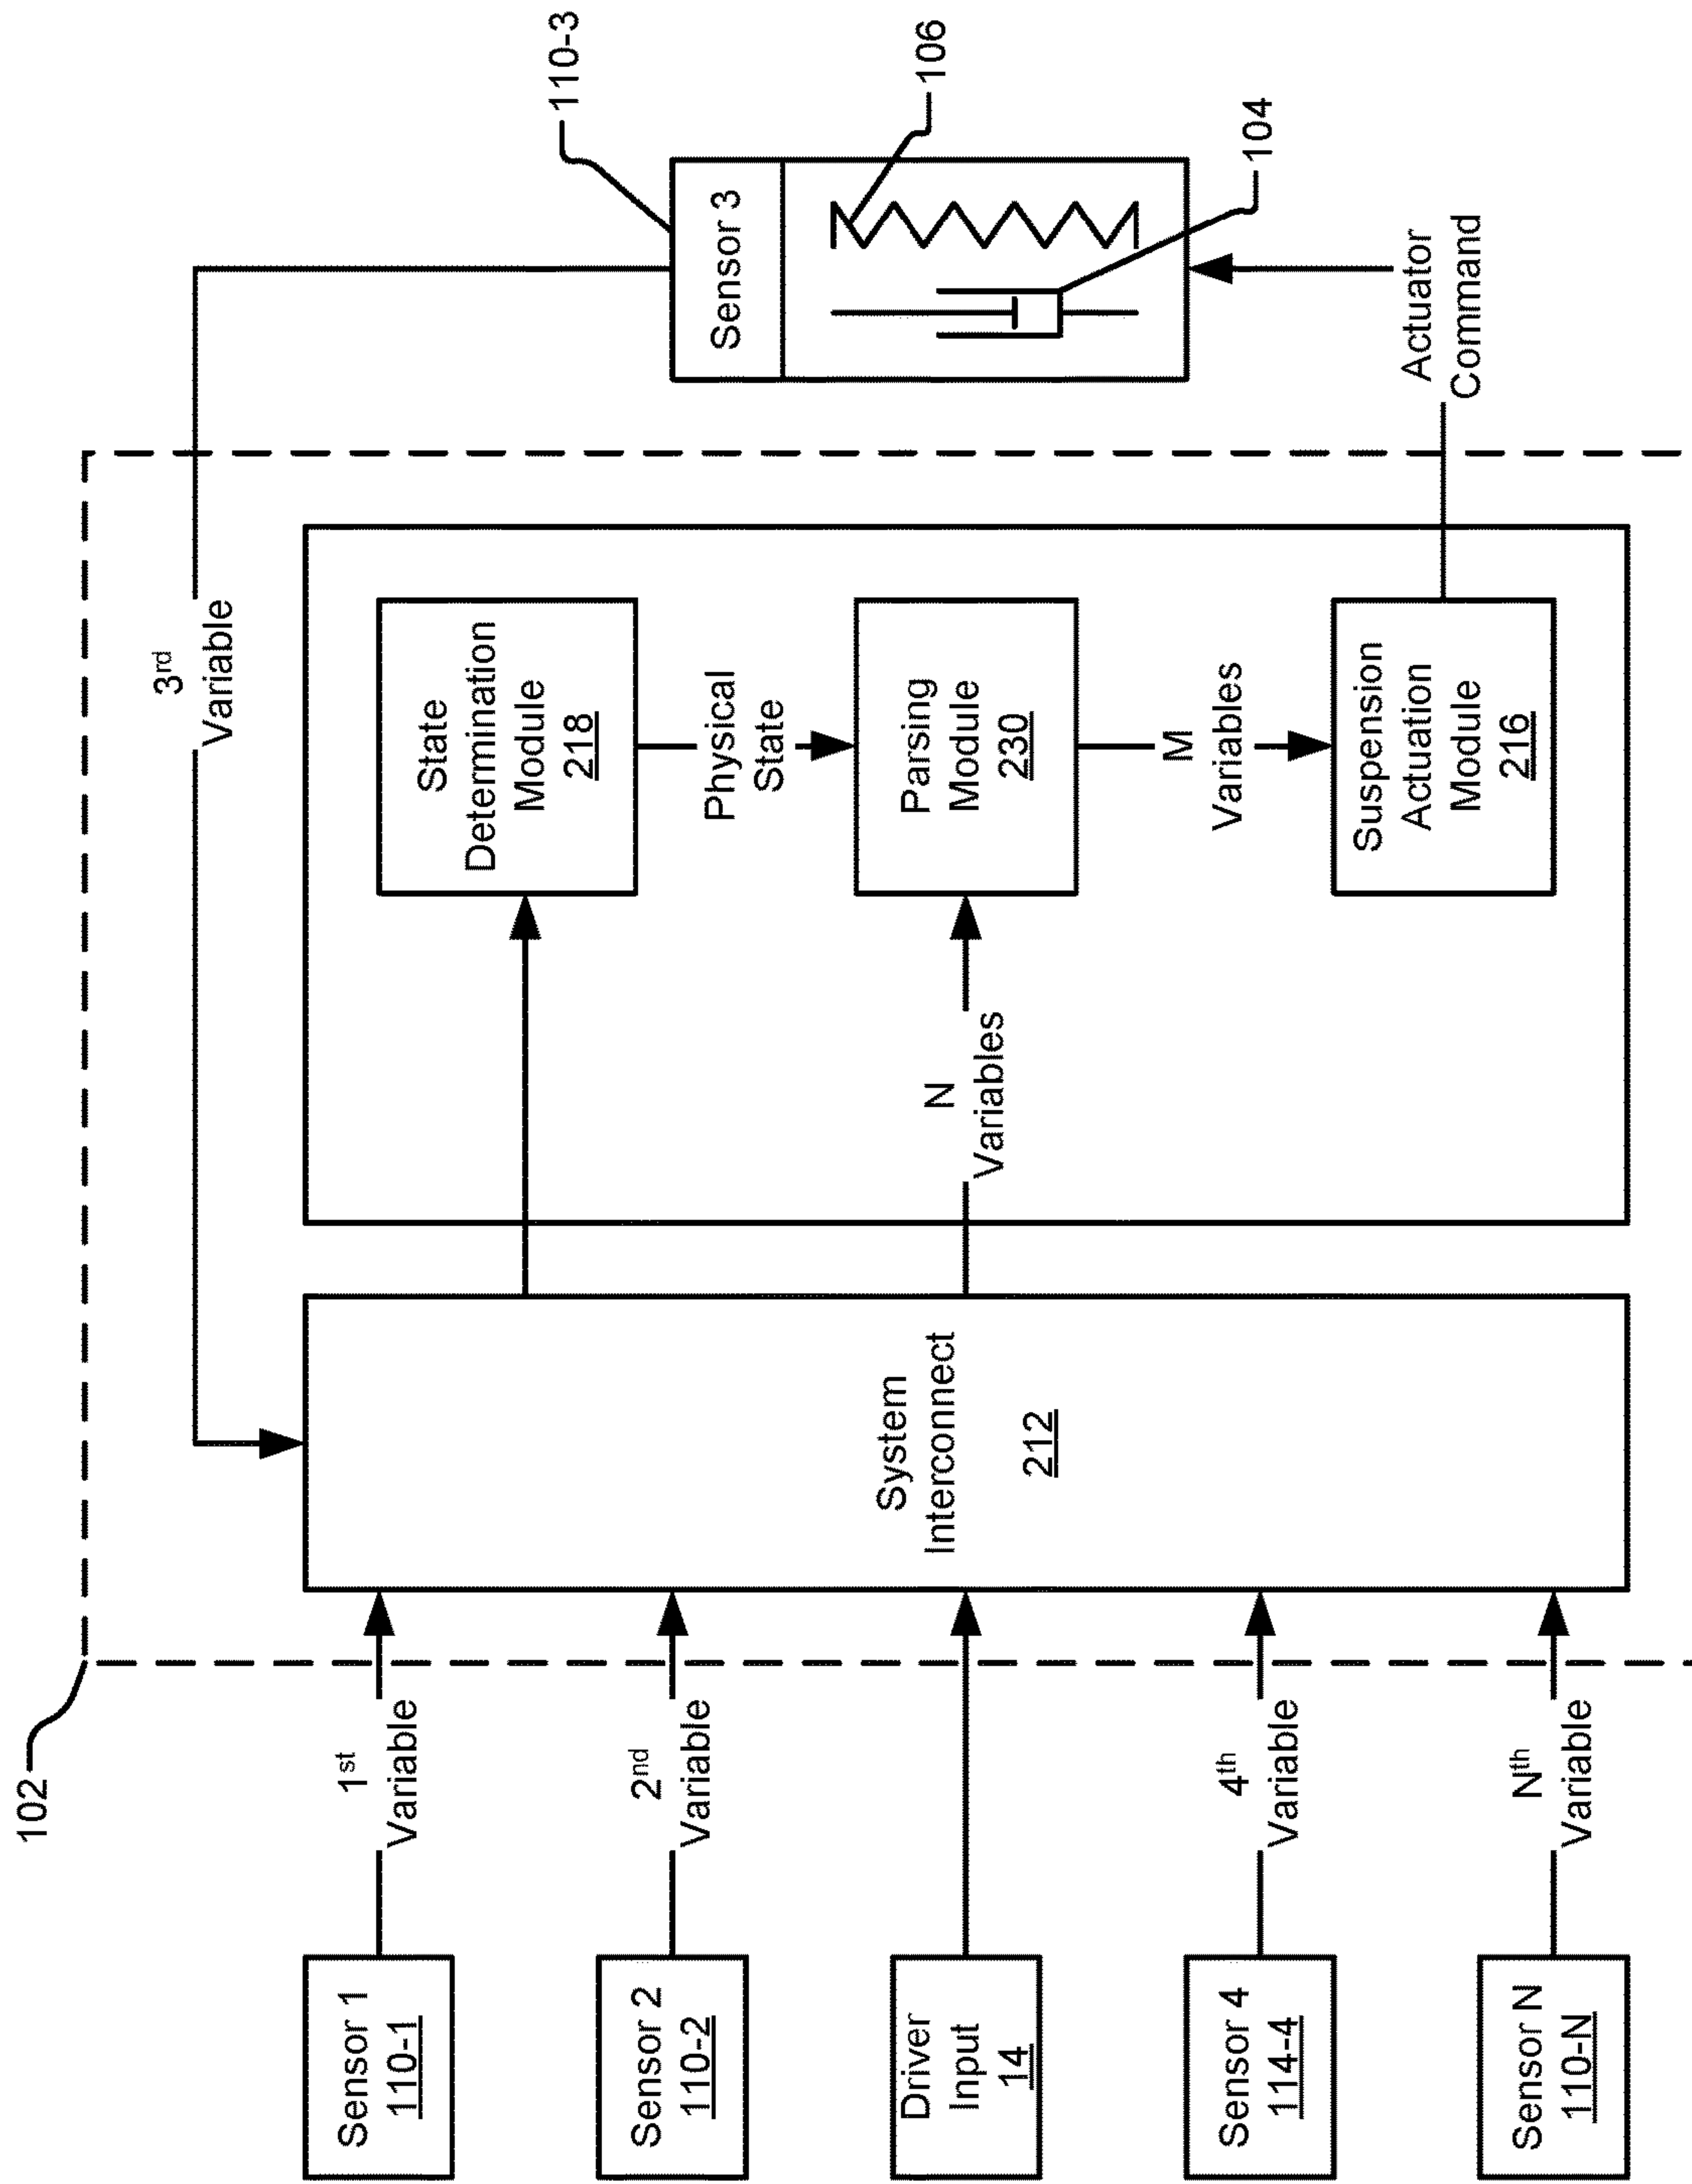 102
3rd
Variable
110-3
Sensor 3
106
104
Sensor 1
110-1
1st
Variable
Sensor 2
110-2
2nd
Variable
Driver
Input
14
Sensor 4
114-4
4th
Variable
Sensor N
110-N
Nth
Variable
System
Interconnect
212
N
Variables
State
Determination
Module
218
Physical
State
Parsing
Module
230
M
Variables
Suspension
Actuation
Module
216
Actuator
Command